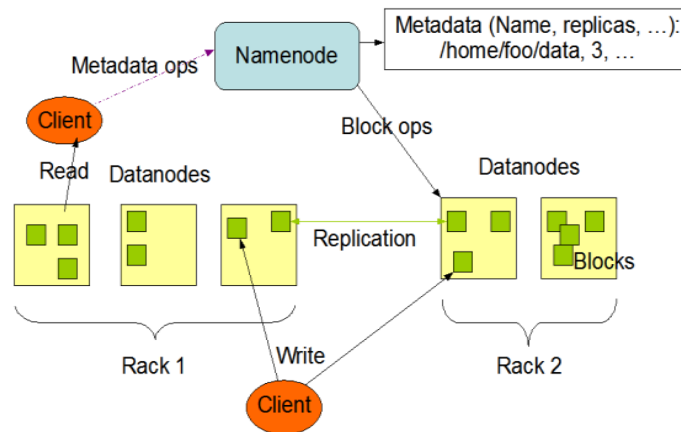 Metadata (Name, replicas, …):
/home/foo/data, 3, …
Namenode
Metadata ops
Client
Block ops
Read
Datanodes
Datanodes
Replication
Blocks
Rack 1
Write
Rack 2
Client